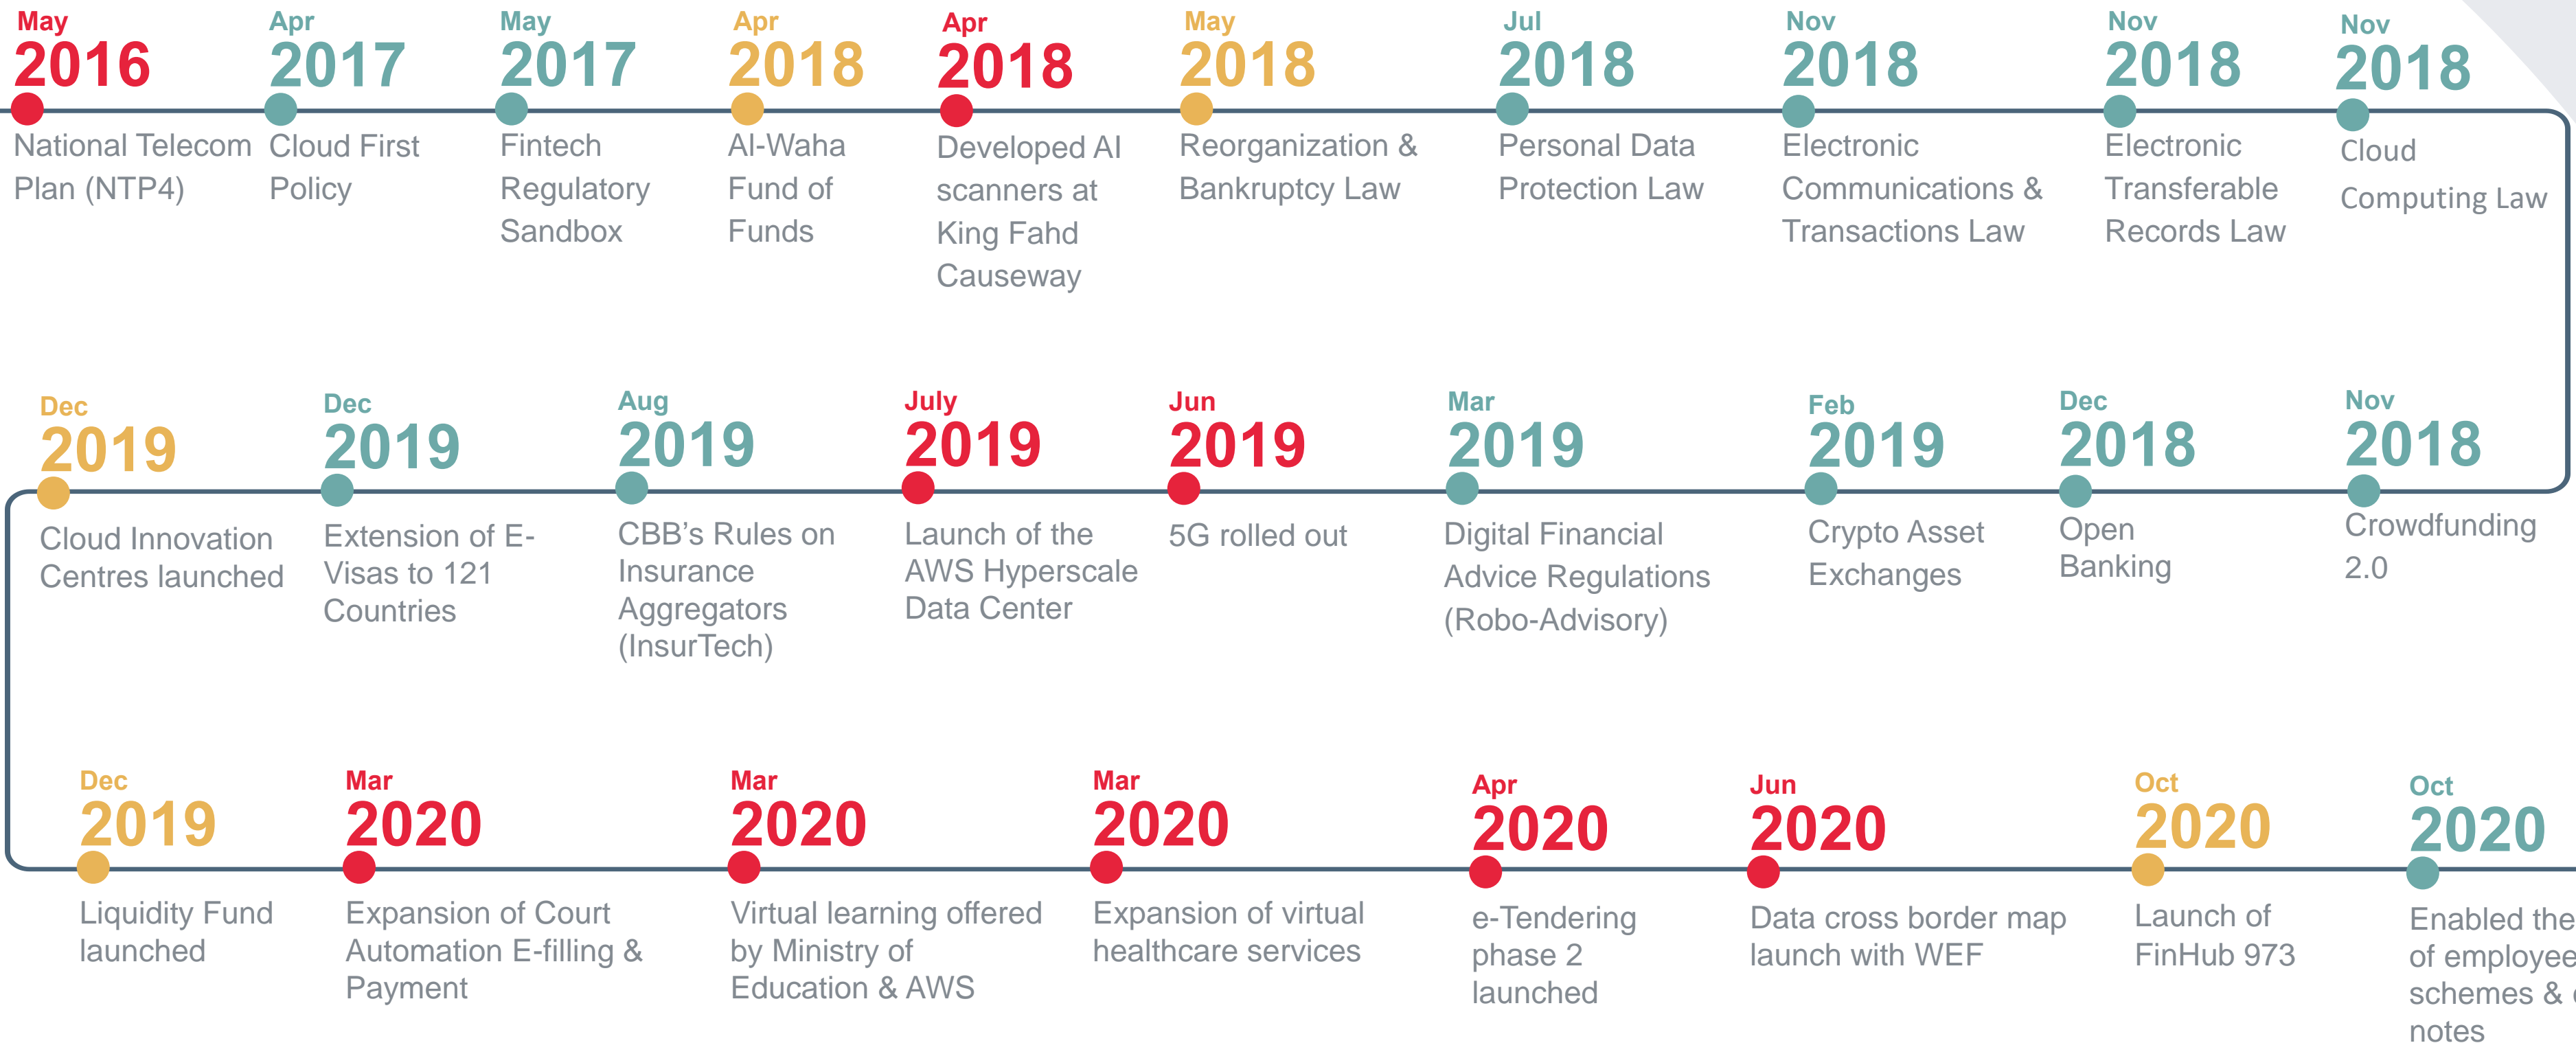 May
2016
National Telecom
Plan (NTP4)
Apr
2017
Cloud First
Policy
May
2017
Fintech
Regulatory
Sandbox
Apr
2018
Al-Waha
Fund of
Funds
Apr
2018
Developed AI
scanners at
King Fahd
Causeway
May
2018
Reorganization &
Bankruptcy Law
Jul
2018
Personal Data
Protection Law
Nov
2018
Electronic
Communications &
Transactions Law
Nov
2018
Electronic
Transferable
Records Law
Nov
2018
Cloud
Computing Law
Nov
2018
Crowdfunding
2.0
Dec
2018
Open
Banking
Feb
2019
Crypto Asset
Exchanges
Mar
2019
Digital Financial
Advice Regulations
(Robo-Advisory)
Jun
2019
5G rolled out
July
2019
Launch of the
AWS Hyperscale
Data Center
Aug
2019
CBB’s Rules on
Insurance
Aggregators
(InsurTech)
Dec
2019
Extension of E-
Visas to 121
Countries
Dec
2019
Cloud Innovation
Centres launched
Dec
2019
Liquidity Fund
launched
Mar
2020
Expansion of Court
Automation E-filling &
Payment
Mar
2020
Virtual learning offered
by Ministry of
Education & AWS
Mar
2020
Expansion of virtual
healthcare services
Apr
2020
e-Tendering
phase 2
launched
Jun
2020
Data cross border map
launch with WEF
Oct
2020
Launch of
FinHub 973
Oct
2020
Enabled the
of employee
schemes &
notes